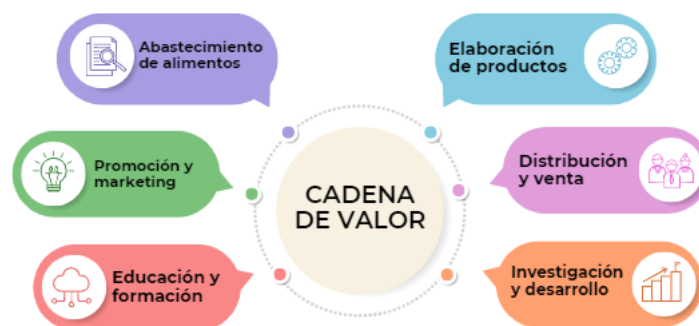 Abastecimiento
de alimentos
Elaboración
de productos
Promoción y
marketing
CADENA
DE VALOR
Distribución
y venta
Educación y
formación
Investigación
y desarrollo